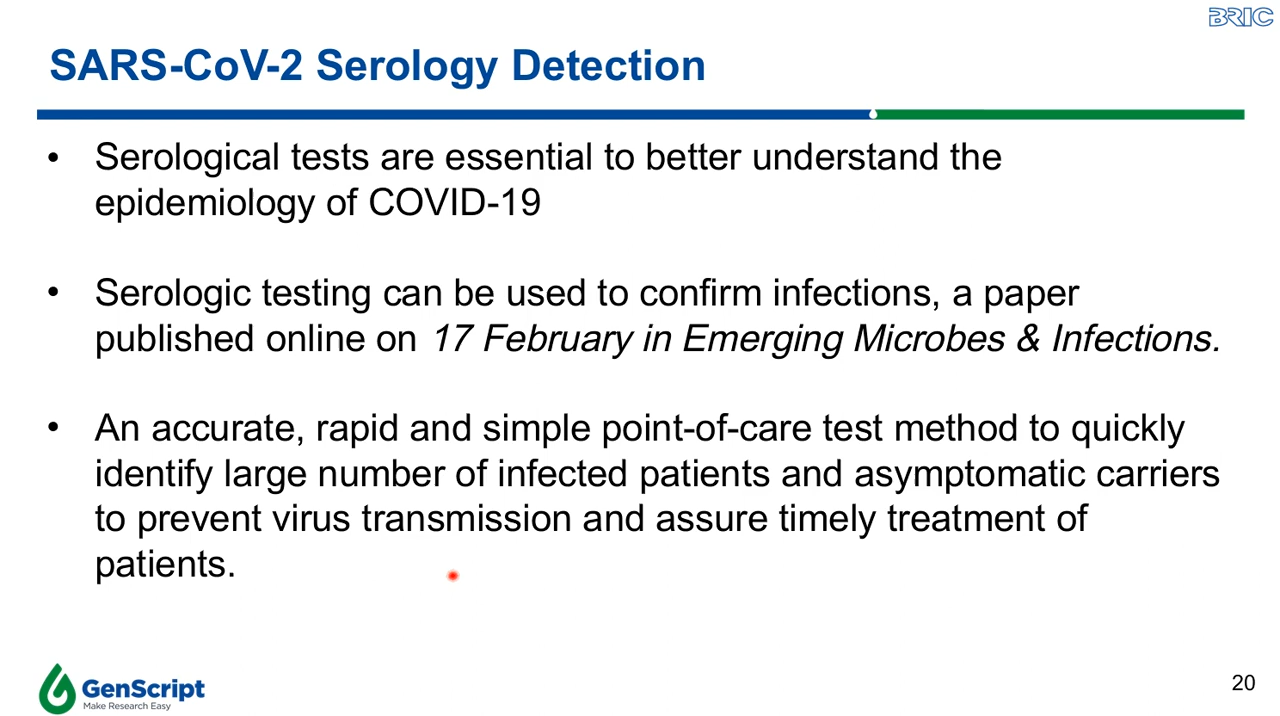 BRIC
SARS-CoV-2 Serology Detection
• Serological tests are essential to better understand the
epidemiology of COVID-19
• Serologic testing can be used to confirm infections, a paper
published online on 17 February in Emerging Microbes & Infections.
• An accurate, rapid and simple point-of-care test method to quickly
identify large number of infected patients and asymptomatic carriers
to prevent virus transmission and assure timely treatment of
patients.
GenScript
Make Research Easy
20